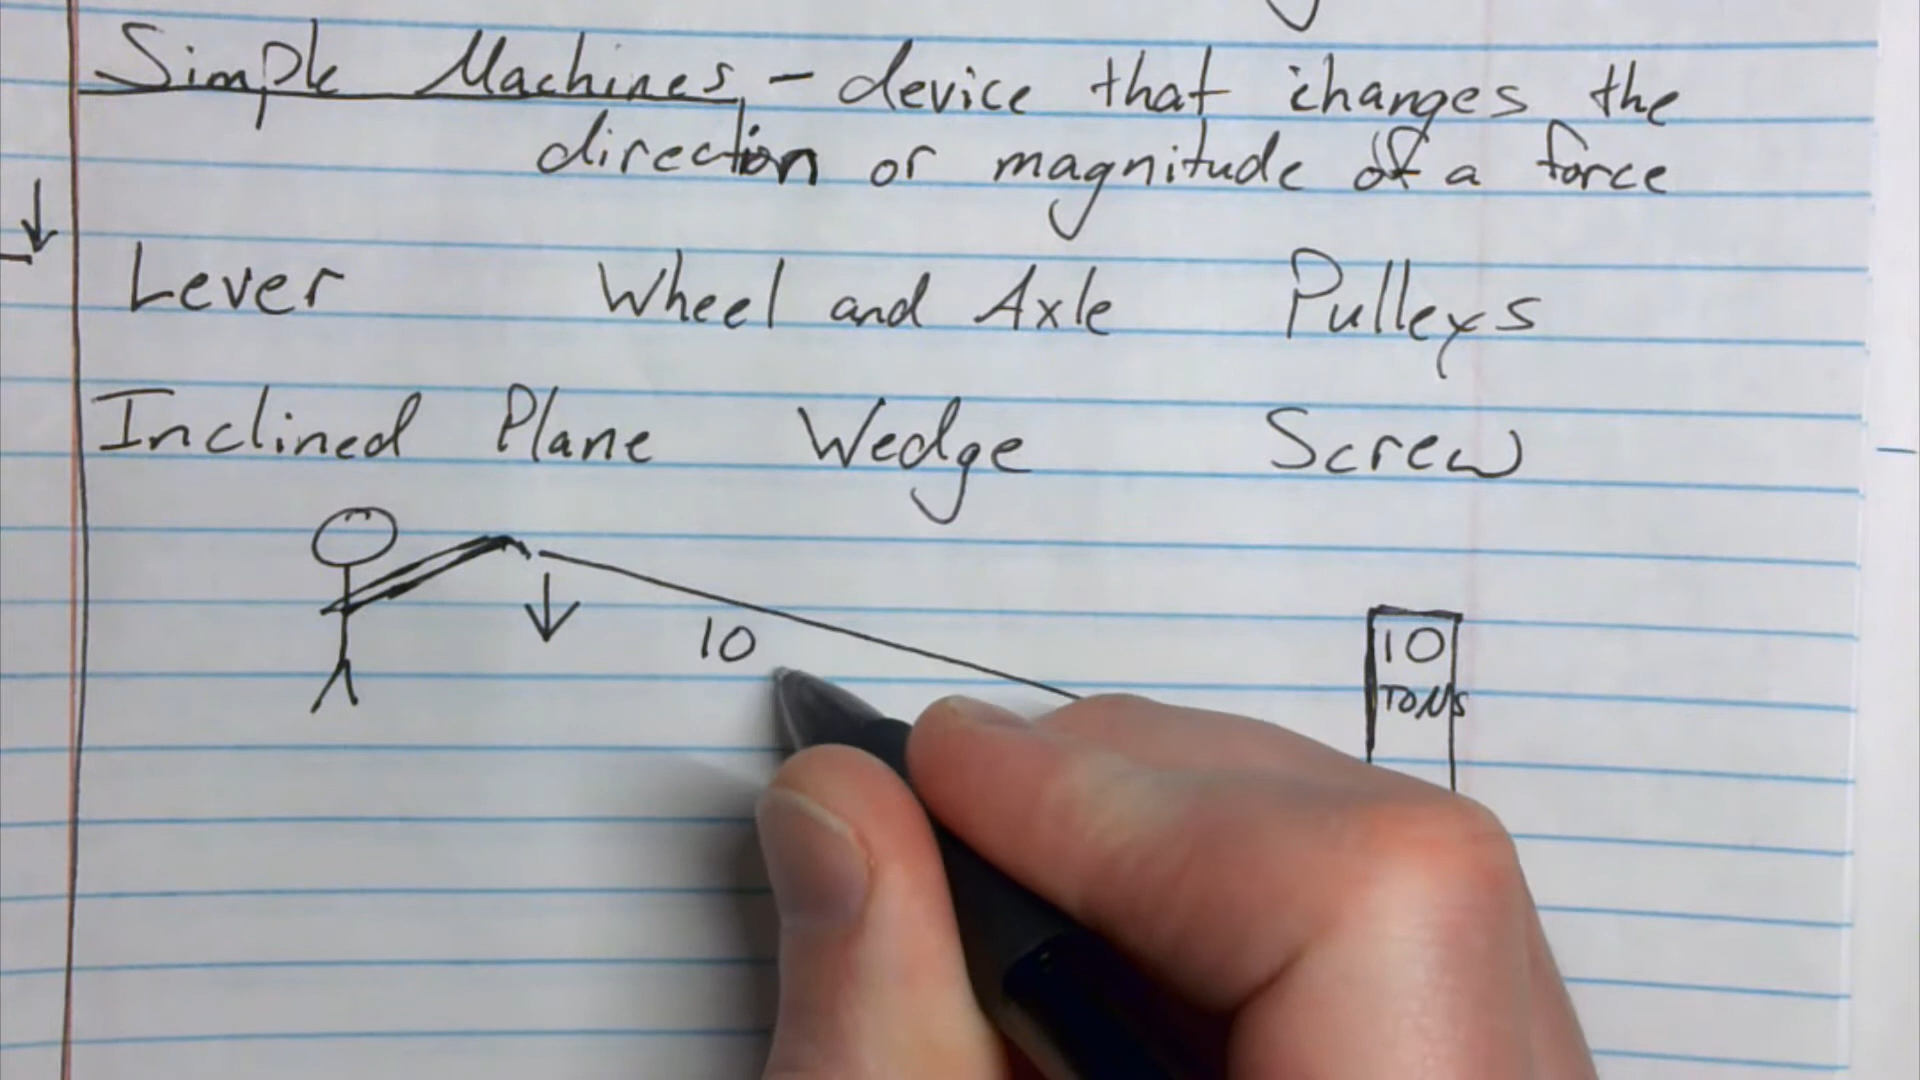 Simple Machines - device that changes the
direction or magnitude of a force
Lever Wheel and Axle Pulleys
Inclined Plane Wedge Screw
10
10
TONS